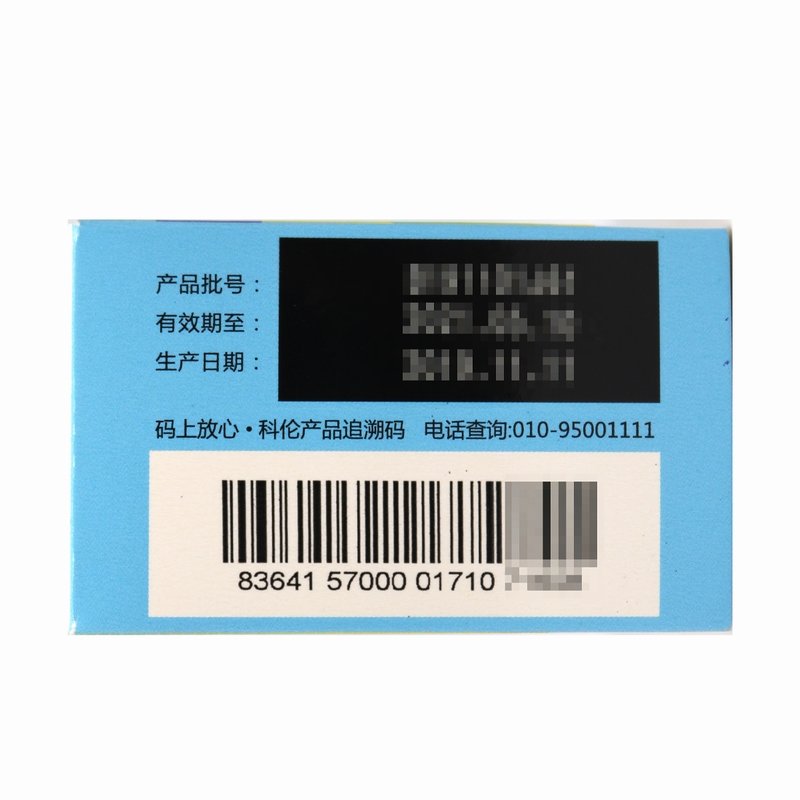 产品批号：
有效期至：
生产日期：
码上放心·科伦产品追溯码 电话查询:010-95001111
83641 57000 01710